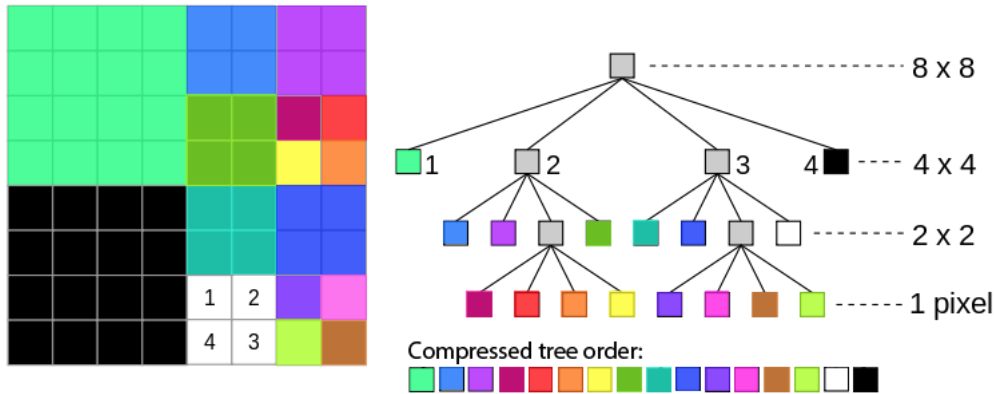 8 x 8
1 2 3 4
4 x 4
2 x 2
1 2
4 3
1 pixel
Compressed tree order: